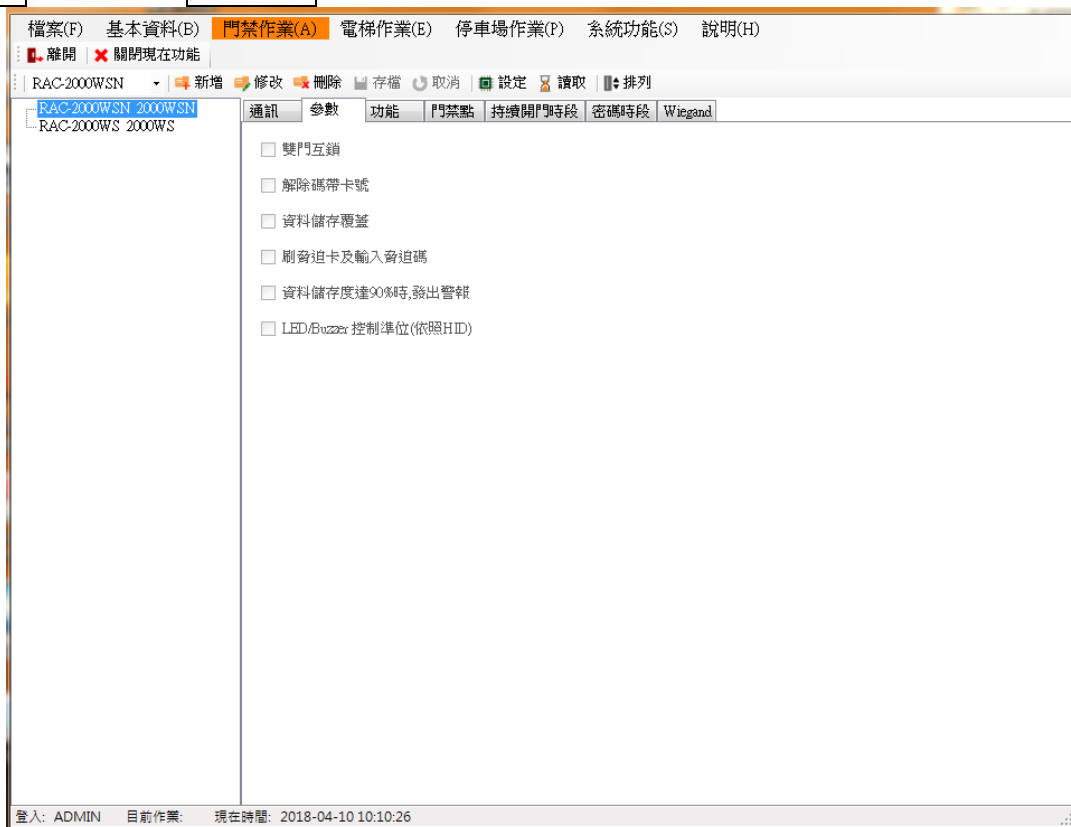 檔案(F) 基本資料(B) 門禁作業(A) 電梯作業(E) 停車場作業(P) 系統功能(S) 說明(H)
離開 關閉現在功能
RAC-2000WSN 新增 修改 刪除 存檔 取消 設定 讀取 排列
RAC-2000WSN 2000WSN
RAC-2000WS 2000WS
通訊 參數 功能 門禁點 持續開門時段 密碼時段 Wiegand
雙門互鎖
解除碼帶卡號
資料儲存覆蓋
刷脅迫卡及輸入脅迫碼
資料儲存度達90%時,發出警報
LED/Buzzer 控制準位(依照HID)
登入: ADMIN 目前作業: 現在時間: 2018-04-10 10:10:26